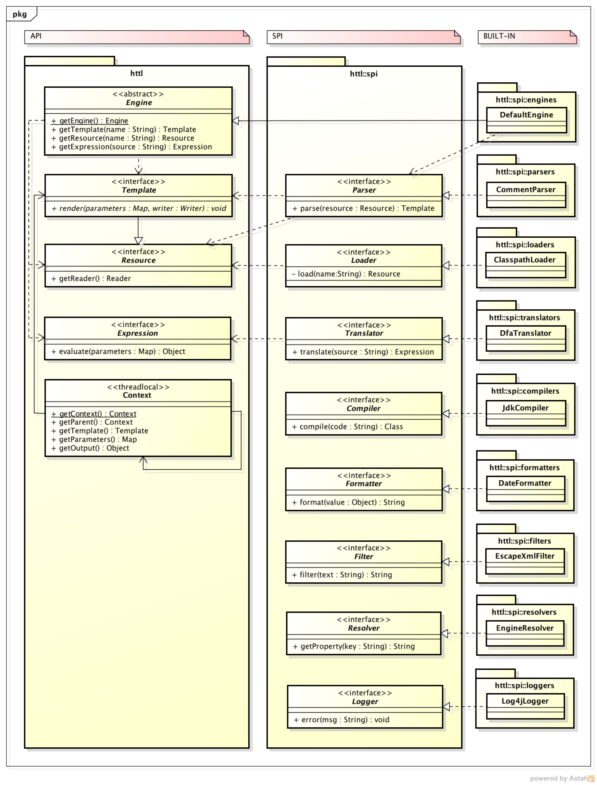 pkg
API
SPI
BUILT-IN
httl
<<abstract>>
Engine
+ getEngine() : Engine
+ getTemplate(name : String) : Template
+ getResource(name : String) : Resource
+ getExpression(source : String) : Expression
<<interface>>
Template
+ render(parameters : Map, writer : Writer) : void
<<interface>>
Resource
+ getReader() : Reader
<<interface>>
Expression
+ evaluate(parameters : Map) : Object
<<threadlocal>>
Context
+ getContext() : Context
+ getParent() : Context
+ getTemplate() : Template
+ getParameters() : Map
+ getOutput() : Object
httl::spi
<<interface>>
Parser
+ parse(resource : Resource) : Template
<<interface>>
Loader
- load(name:String) : Resource
<<interface>>
Translator
+ translate(source : String) : Expression
<<interface>>
Compiler
+ compile(code : String) : Class
<<interface>>
Formatter
+ format(value : Object) : String
<<interface>>
Filter
+ filter(text : String) : String
<<interface>>
Resolver
+ getProperty(key : String) : String
<<interface>>
Logger
+ error(msg : String) : void
httl::spi::engines
DefaultEngine
httl::spi::parsers
CommentParser
httl::spi::loaders
ClasspathLoader
httl::spi::translators
DfaTranslator
httl::spi::compilers
JdkCompiler
httl::spi::formatters
DateFormatter
httl::spi::filters
EscapeXmlFilter
httl::spi::resolvers
EngineResolver
httl::spi::loggers
Log4jLogger
powered by Astah